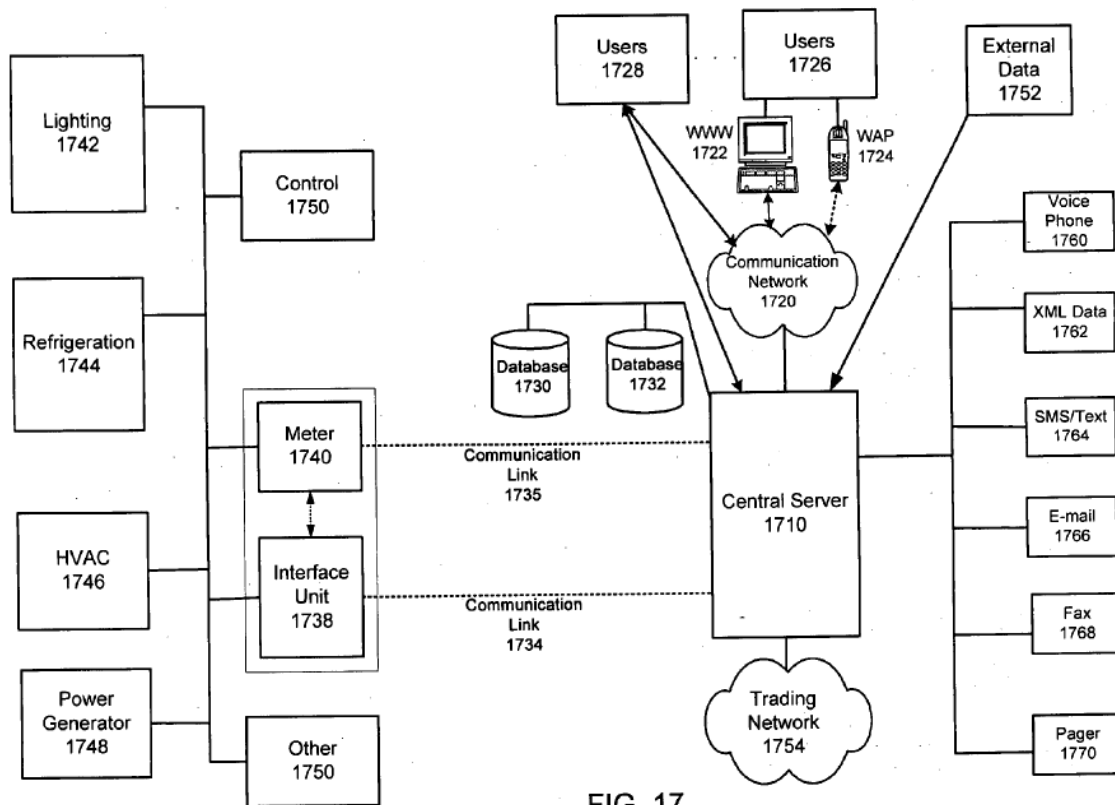 Users
1728
Users
1726
External
Data
1752
Lighting
1742
WWW
1722
WAP
1724
Control
1750
Voice
Phone
1760
Communication
Network
1720
Refrigeration
1744
XML Data
1762
Database
1730
Database
1732
Meter
1740
SMS/Text
1764
Communication
Link
1735
Central Server
1710
HVAC
1746
Interface
Unit
1738
E-mail
1766
Communication
Link
1734
Fax
1768
Power
Generator
1748
Other
1750
Trading
Network
1754
Pager
1770
FIG. 17